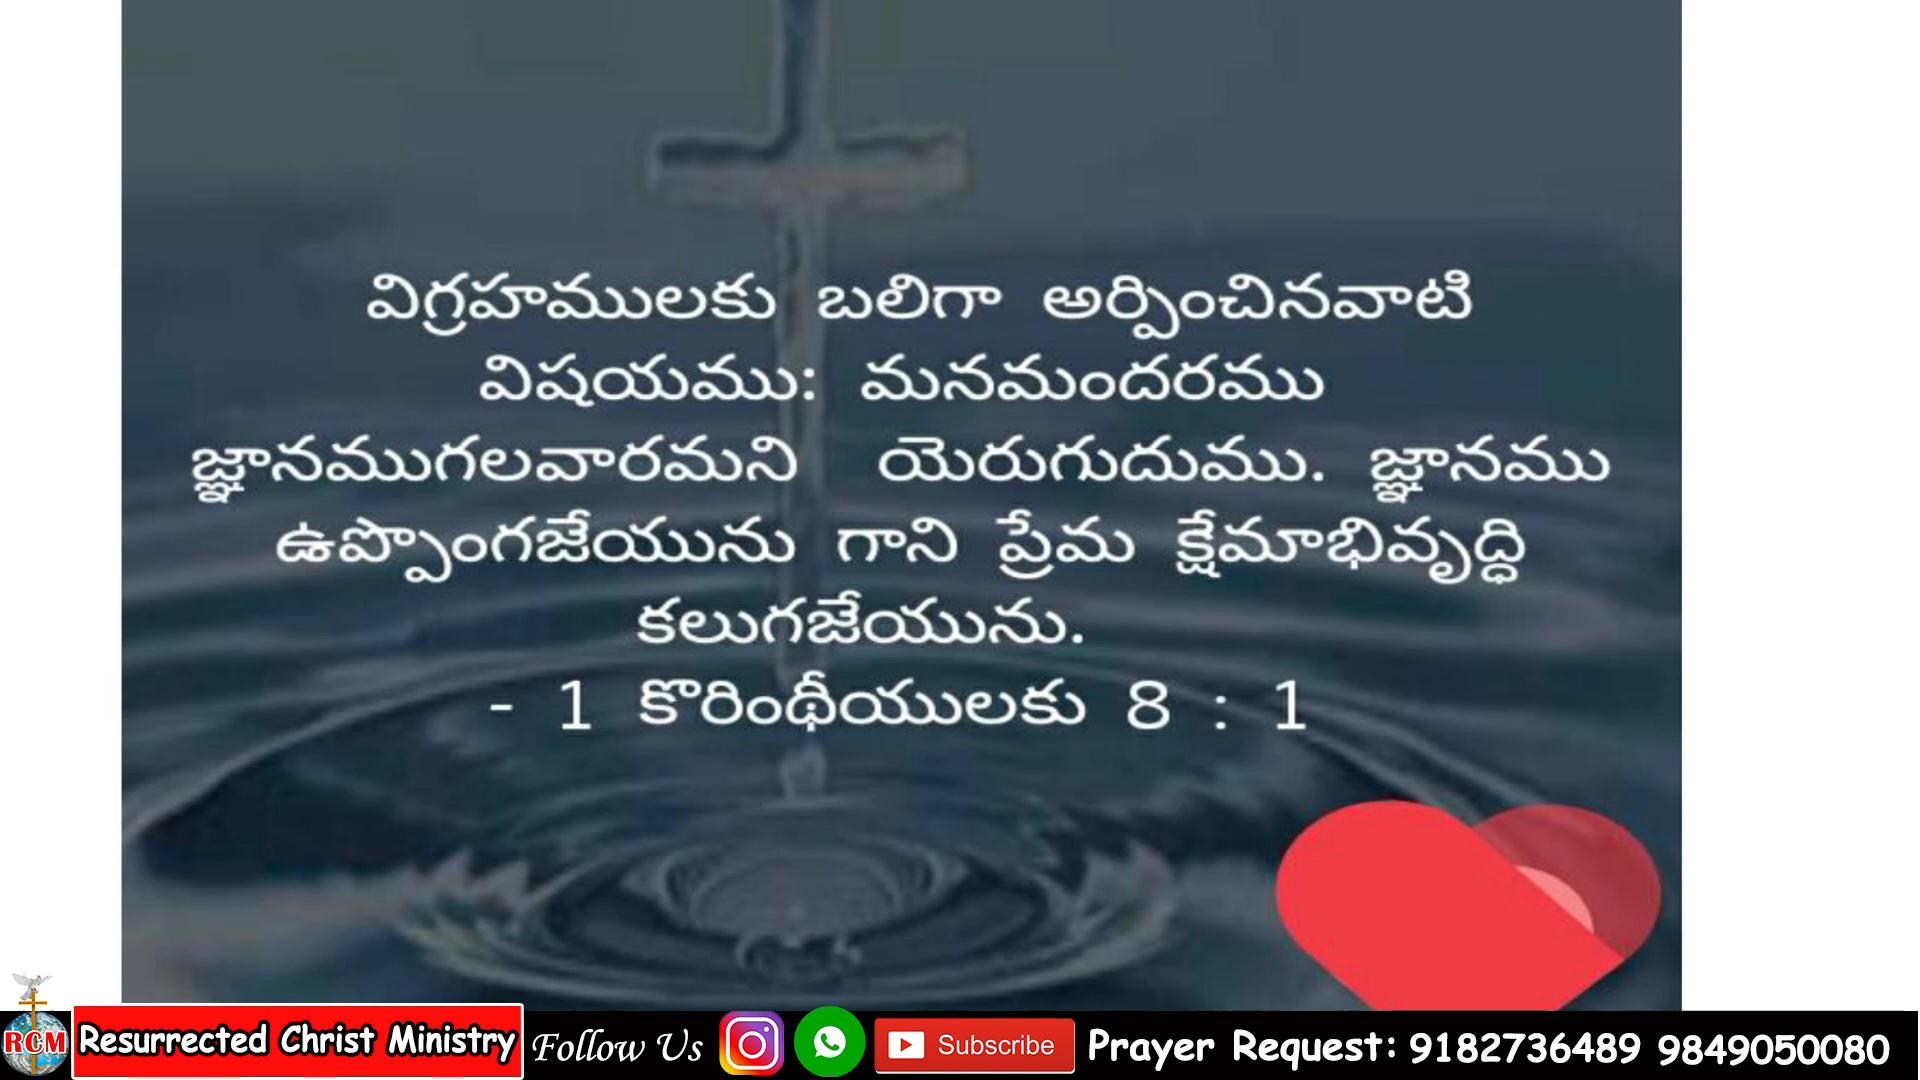 విగ్రహములకు బలిగా అర్పించినవాటి
విషయము: మనమందరము
జ్ఞానముగలవారమని యెరుగుదుము. జ్ఞానము
ఉప్పొంగజేయును గాని ప్రేమ క్షేమాభివృద్ధి
కలుగజేయును.
- 1 కొరింథీయులకు 8 : 1
RCM Resurrected Christ Ministry Follow Us Subscribe Prayer Request: 9182736489 9849050080